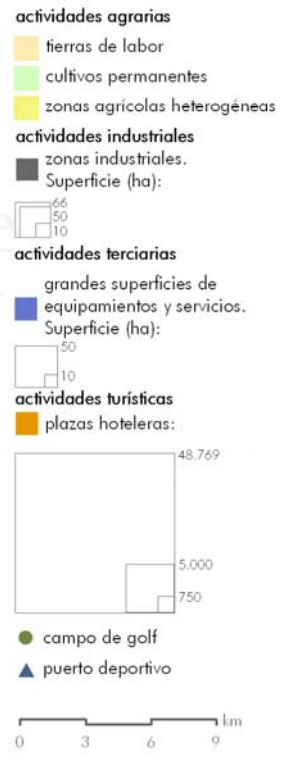 actividades agrarias
tierras de labor
cultivos permanentes
zonas agrícolas heterogéneas
actividades industriales
zonas industriales.
Superficie (ha):
66
50
10
actividades terciarias
grandes superficies de
equipamientos y servicios.
Superficie (ha):
50
10
actividades turísticas
plazas hoteleras:
48.769
5.000
750
campo de golf
puerto deportivo
km
0 3 6 9